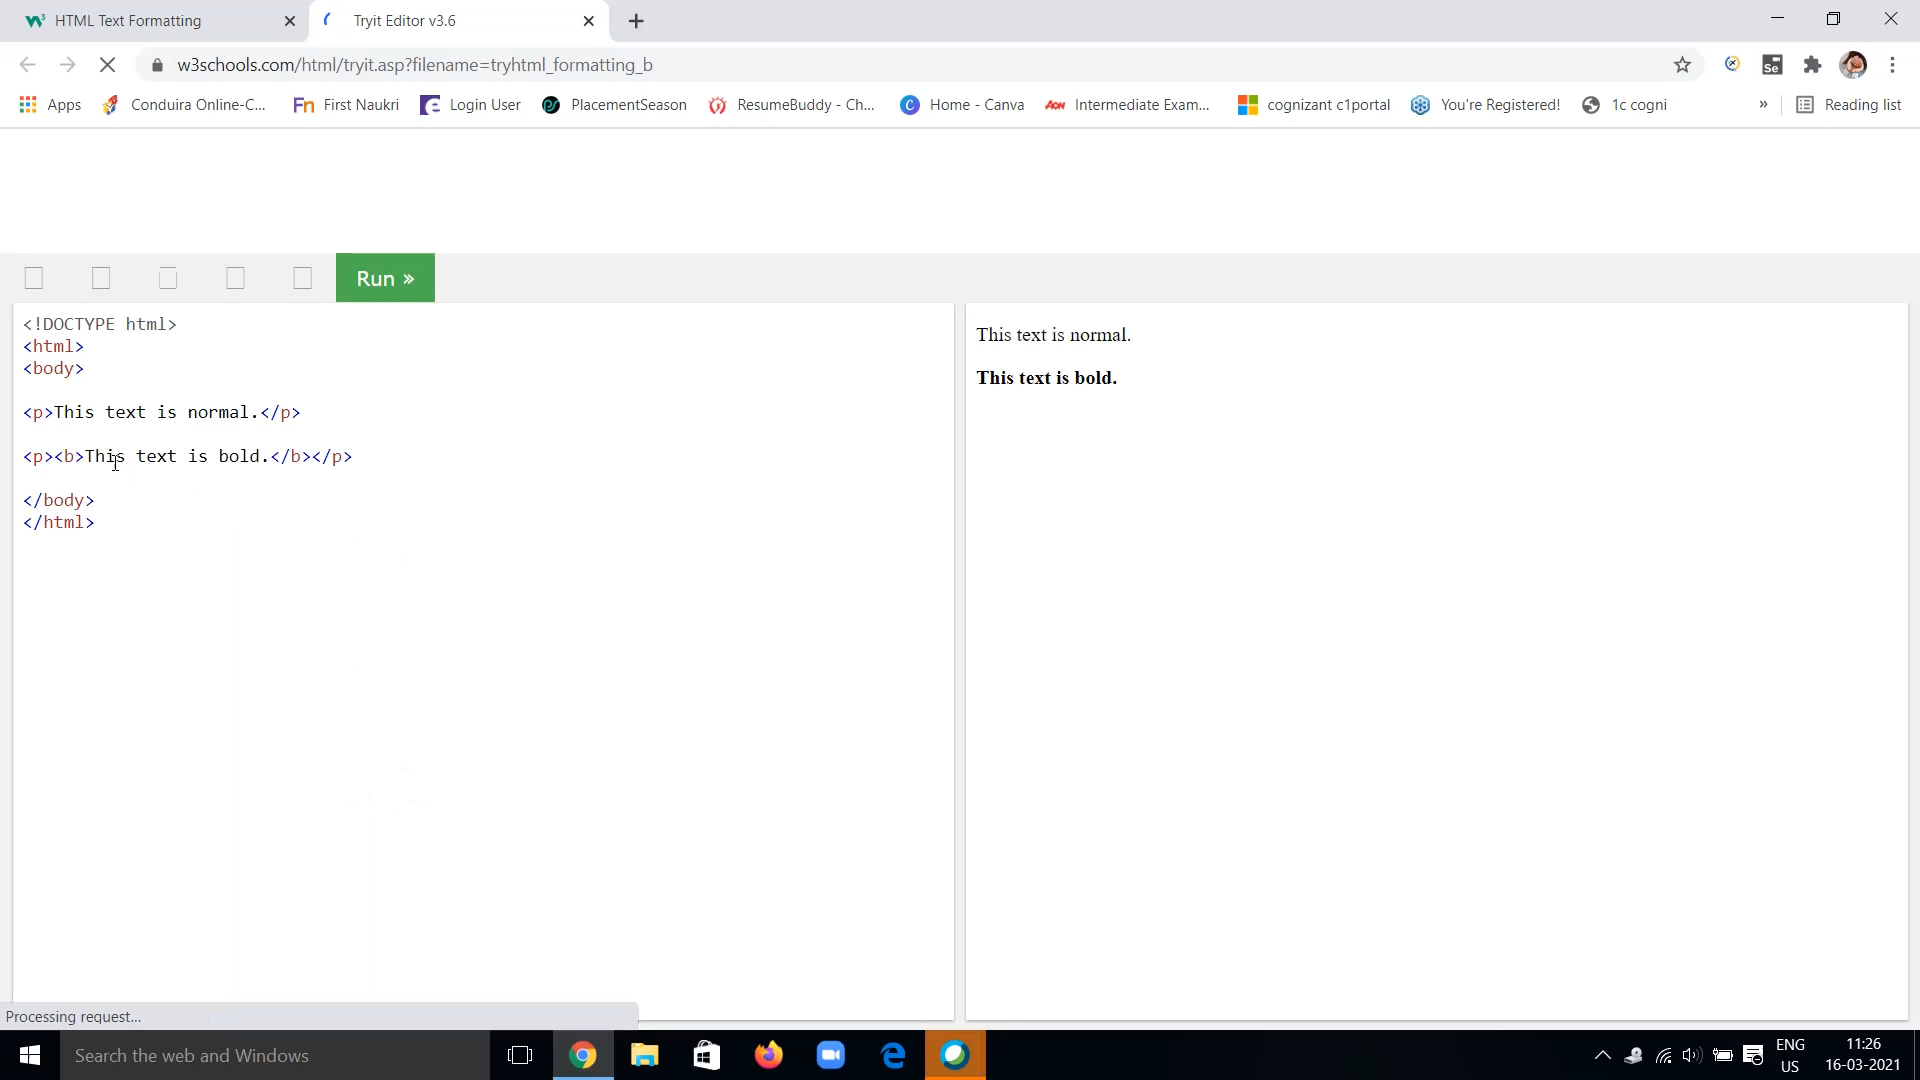 HTML Text Formatting
Tryit Editor v3.6
w3schools.com/html/tryit.asp?filename=tryhtml_formatting_b
Apps
Conduira Online-C...
First Naukri
Login User
PlacementSeason
ResumeBuddy - Ch...
Home - Canva
Intermediate Exam...
cognizant c1portal
You're Registered!
1c cogni
»
Reading list
Run »
<!DOCTYPE html>
<html>
<body>
<p>This text is normal.</p>
<p><b>This text is bold.</b></p>
</body>
</html>
This text is normal.
This text is bold.
Processing request...
Search the web and Windows
ENG
US
11:26
16-03-2021